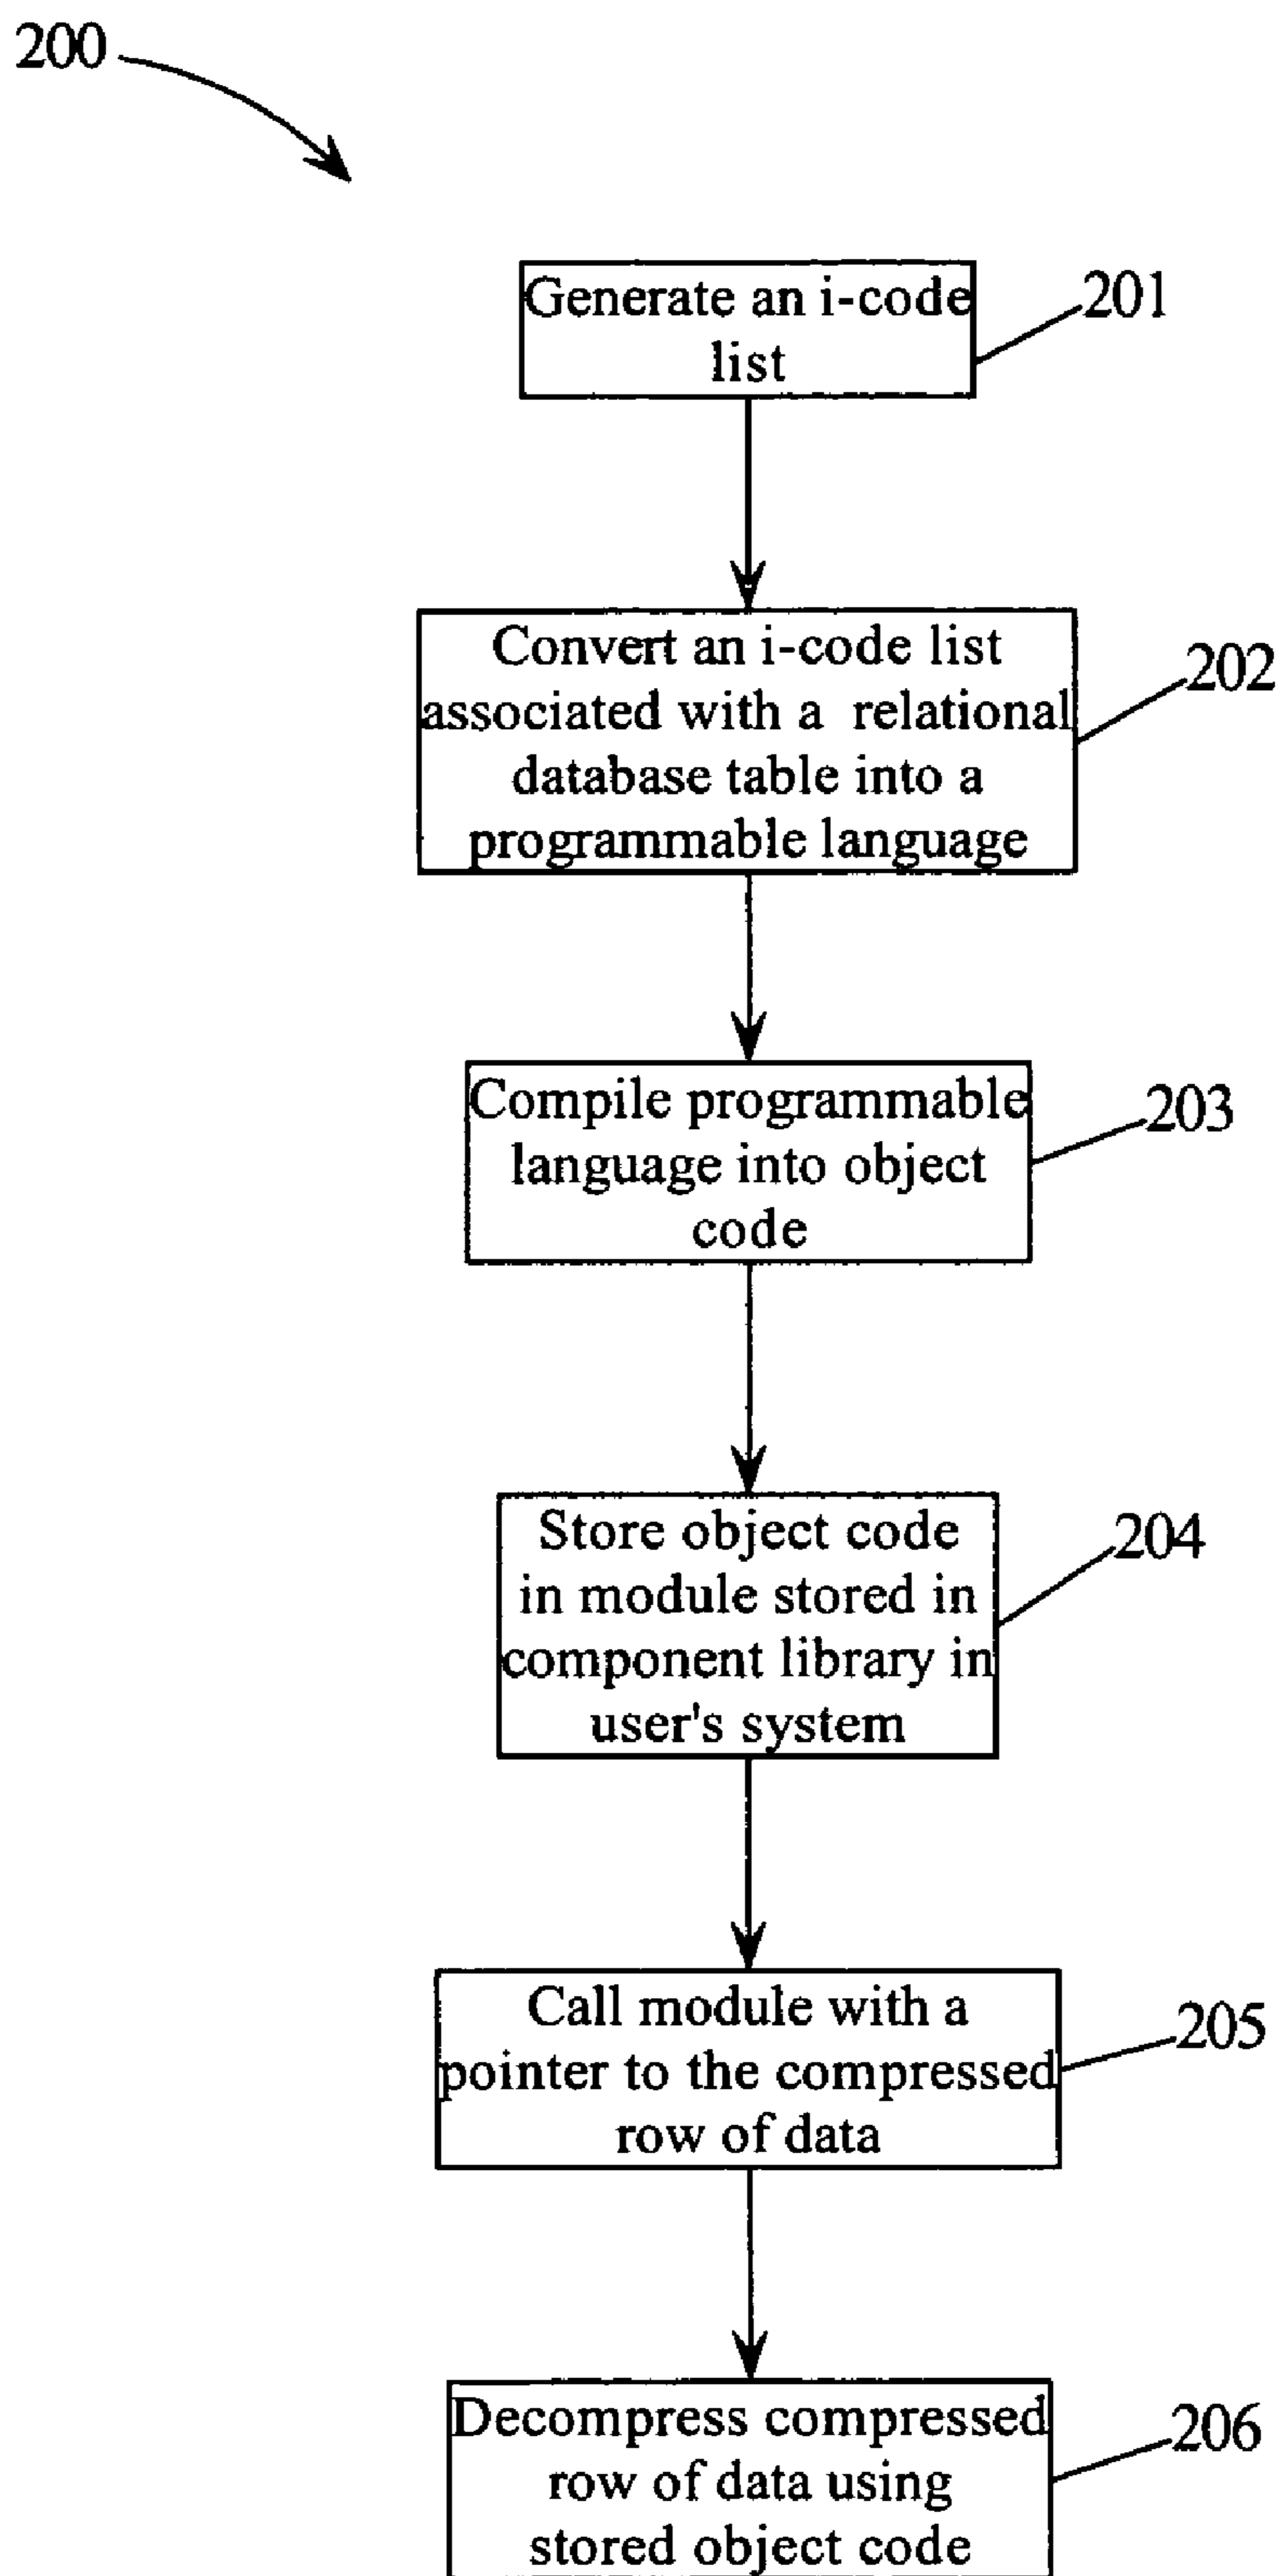 200
Generate an i-code
list
201
Convert an i-code list
associated with a relational
database table into a
programmable language
202
Compile programmable
language into object
code
203
Store object code
in module stored in
component library in
user's system
204
Call module with a
pointer to the compressed
row of data
205
Decompress compressed
row of data using
stored object code
206